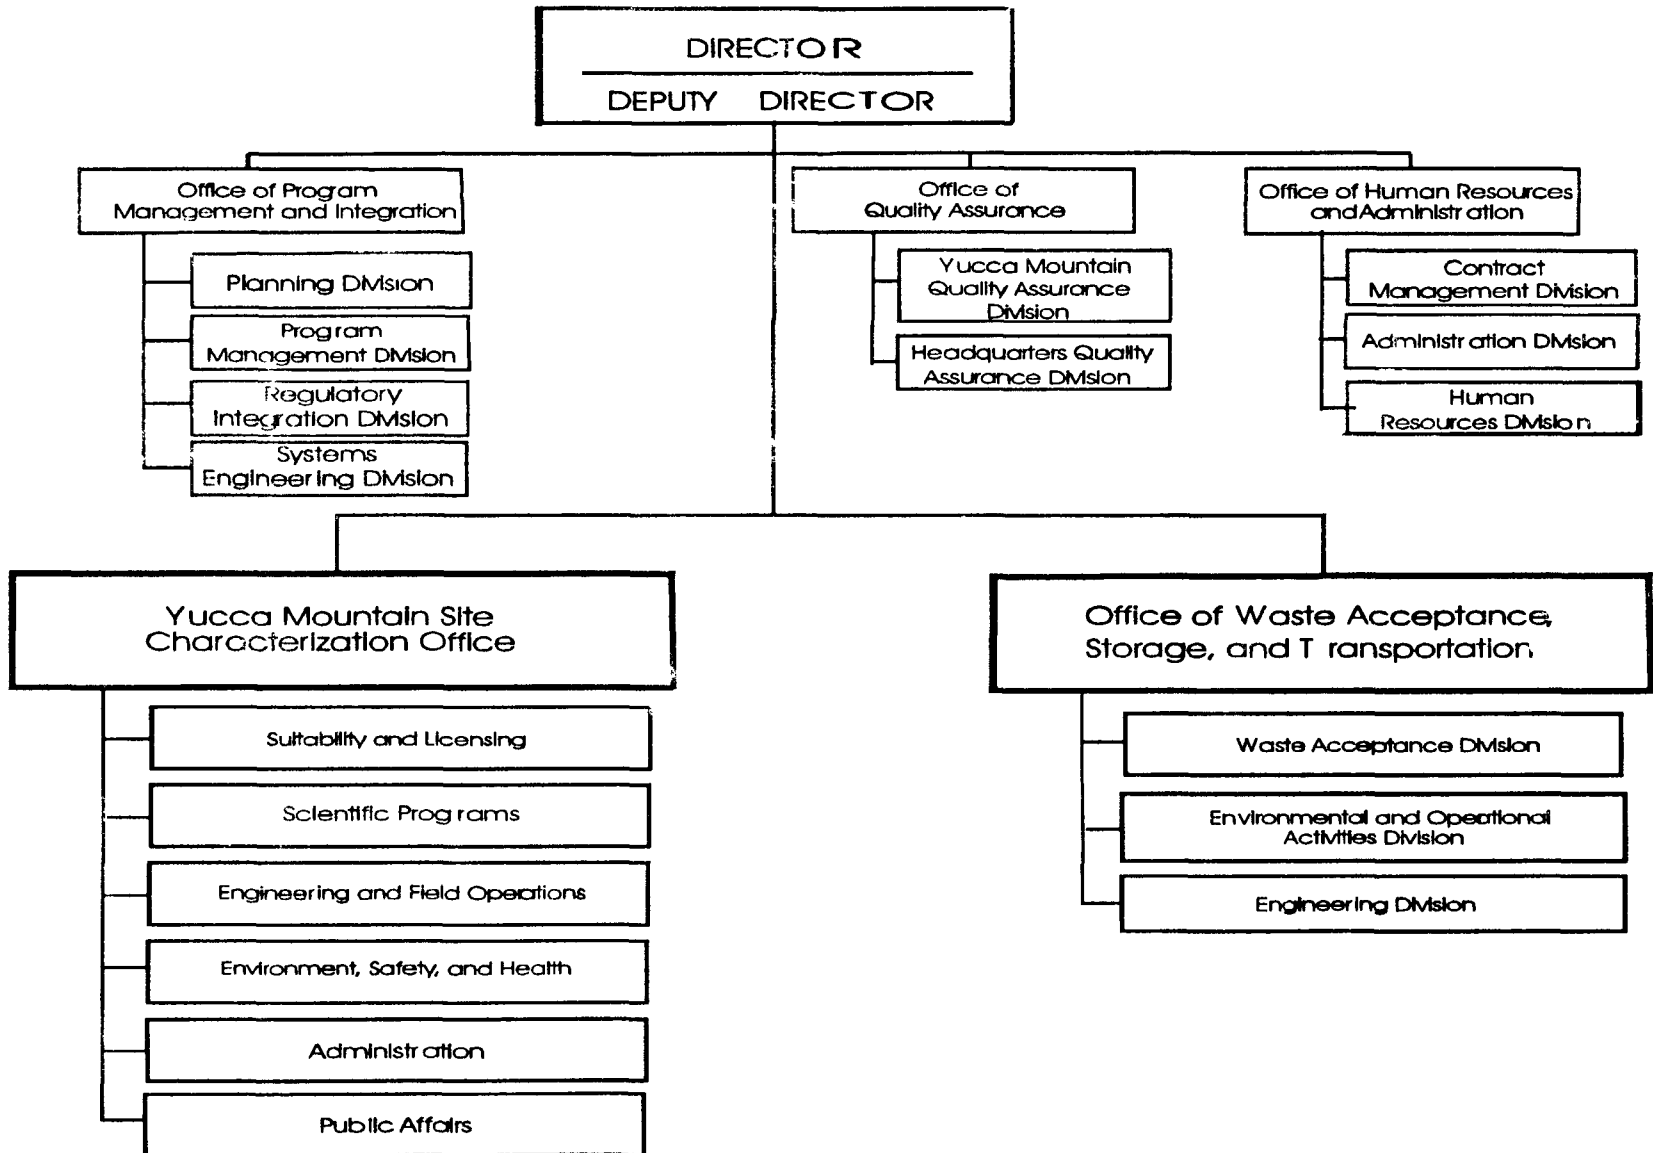 DIRECTOR
DEPUTY DIRECTOR
Office of Program
Management and Integration
Planning Division
Program
Management Division
Regulatory
Integration Division
Systems
Engineering Division
Office of
Quality Assurance
Yucca Mountain
Quality Assurance
Division
Headquarters Quality
Assurance Division
Office of Human Resources
and Administration
Contract
Management Division
Administration Division
Human
Resources Division
Yucca Mountain Site
Characterization Office
Suitability and Licensing
Scientific Programs
Engineering and Field Operations
Environment, Safety, and Health
Administration
Public Affairs
Office of Waste Acceptance,
Storage, and Transportation
Waste Acceptance Division
Environmental and Operational
Activities Division
Engineering Division